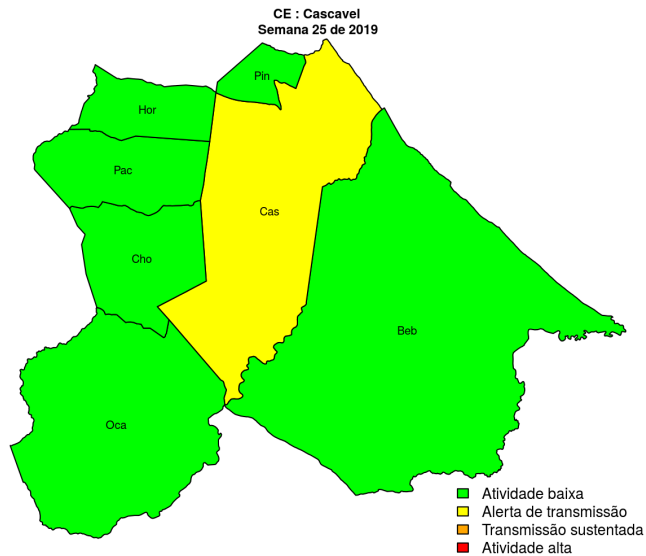 CE : Cascavel
Semana 25 de 2019
Pin
Hor
Pac
Cas
Cho
Beb
Oca
Atividade baixa
Alerta de transmissão
Transmissão sustentada
Atividade alta